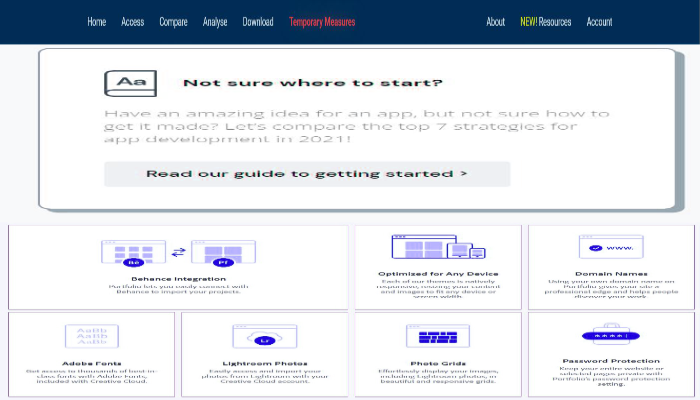 Home Access Compare Analyse Download Temporary Measures About NEW! Resources Account
Aa
Not sure where to start?
Have an amazing idea for an app, but not sure how to
get it made? Let's compare the top 7 strategies for
app development in 2021!
Read our guide to getting started >
Bē
Pf
Behance Integration
Portfolio lets you easily connect with
Behance to import your projects.
Optimized for Any Device
Each of our themes is natively
responsive, resizing your content
and images to fit any device or
screen width.
www.
Domain Names
Using your own domain name on
Portfolio gives your site a
professional edge and helps people
discover your work.
AaBb
AaBb
AaBb
Adobe Fonts
Get access to thousands of best-in-
class fonts with Adobe Fonts,
included with Creative Cloud.
Lr
Lightroom Photos
Easily access and import your
photos from Lightroom with your
Creative Cloud account.
Photo Grids
Effortlessly display your images,
including Lightroom photos, in
beautiful and responsive grids.
Password Protection
Keep your entire website or
selected pages private with
Portfolio's password protection
setting.